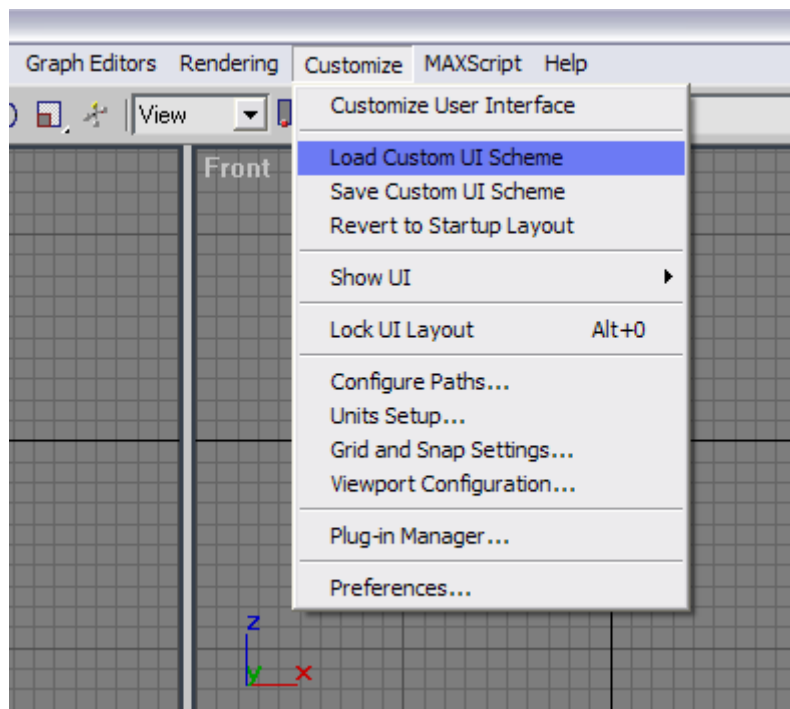 Graph Editors Rendering Customize MAXScript Help
View
Customize User Interface
Front
Load Custom UI Scheme
Save Custom UI Scheme
Revert to Startup Layout
Show UI
Lock UI Layout Alt+0
Configure Paths...
Units Setup...
Grid and Snap Settings...
Viewport Configuration...
Plug-in Manager...
Preferences...
z
y x